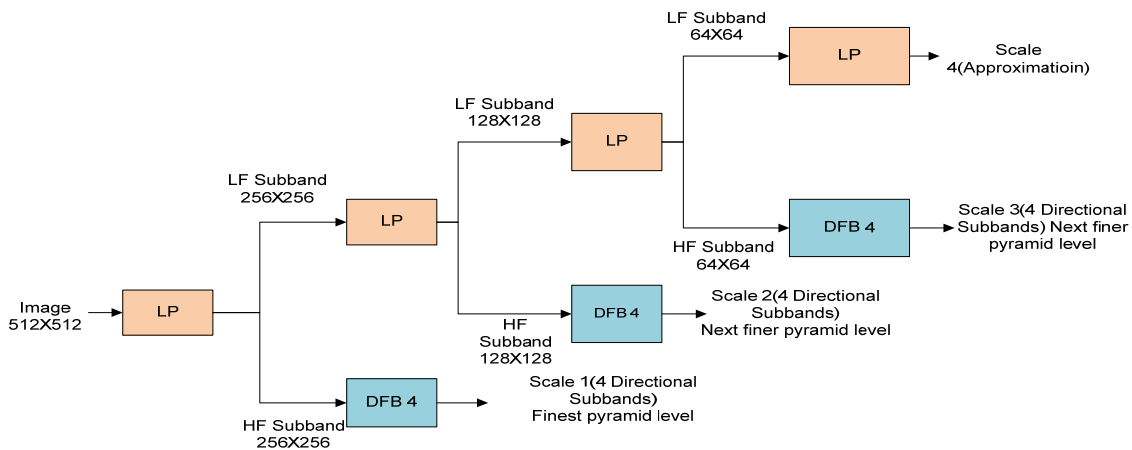 LF Subband
64X64
LP
Scale
4(Approximatioin)
LF Subband
128X128
LP
LF Subband
256X256
LP
DFB 4
Scale 3(4 Directional
Subbands) Next finer
pyramid level
HF Subband
64X64
Image
512X512
LP
HF
Subband
128X128
DFB 4
Scale 2(4 Directional
Subbands)
Next finer pyramid level
HF Subband
256X256
DFB 4
Scale 1(4 Directional
Subbands)
Finest pyramid level